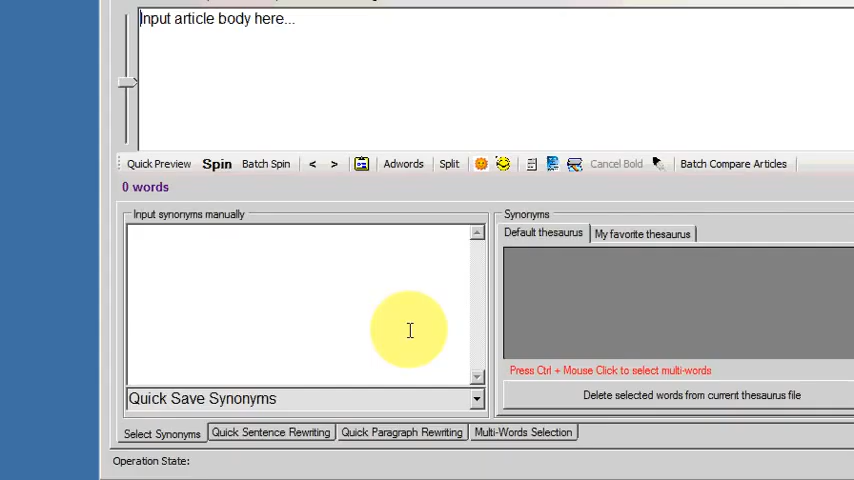 Input article body here...
Quick Preview Spin Batch Spin < > Adwords Split Cancel Bold Batch Compare Articles
0 words
Input synonyms manually
Synonyms
Default thesaurus My favorite thesaurus
Press Ctrl + Mouse Click to select multi-words
Delete selected words from current thesaurus file
Quick Save Synonyms
Select Synonyms Quick Sentence Rewriting Quick Paragraph Rewriting Multi-Words Selection
Operation State: